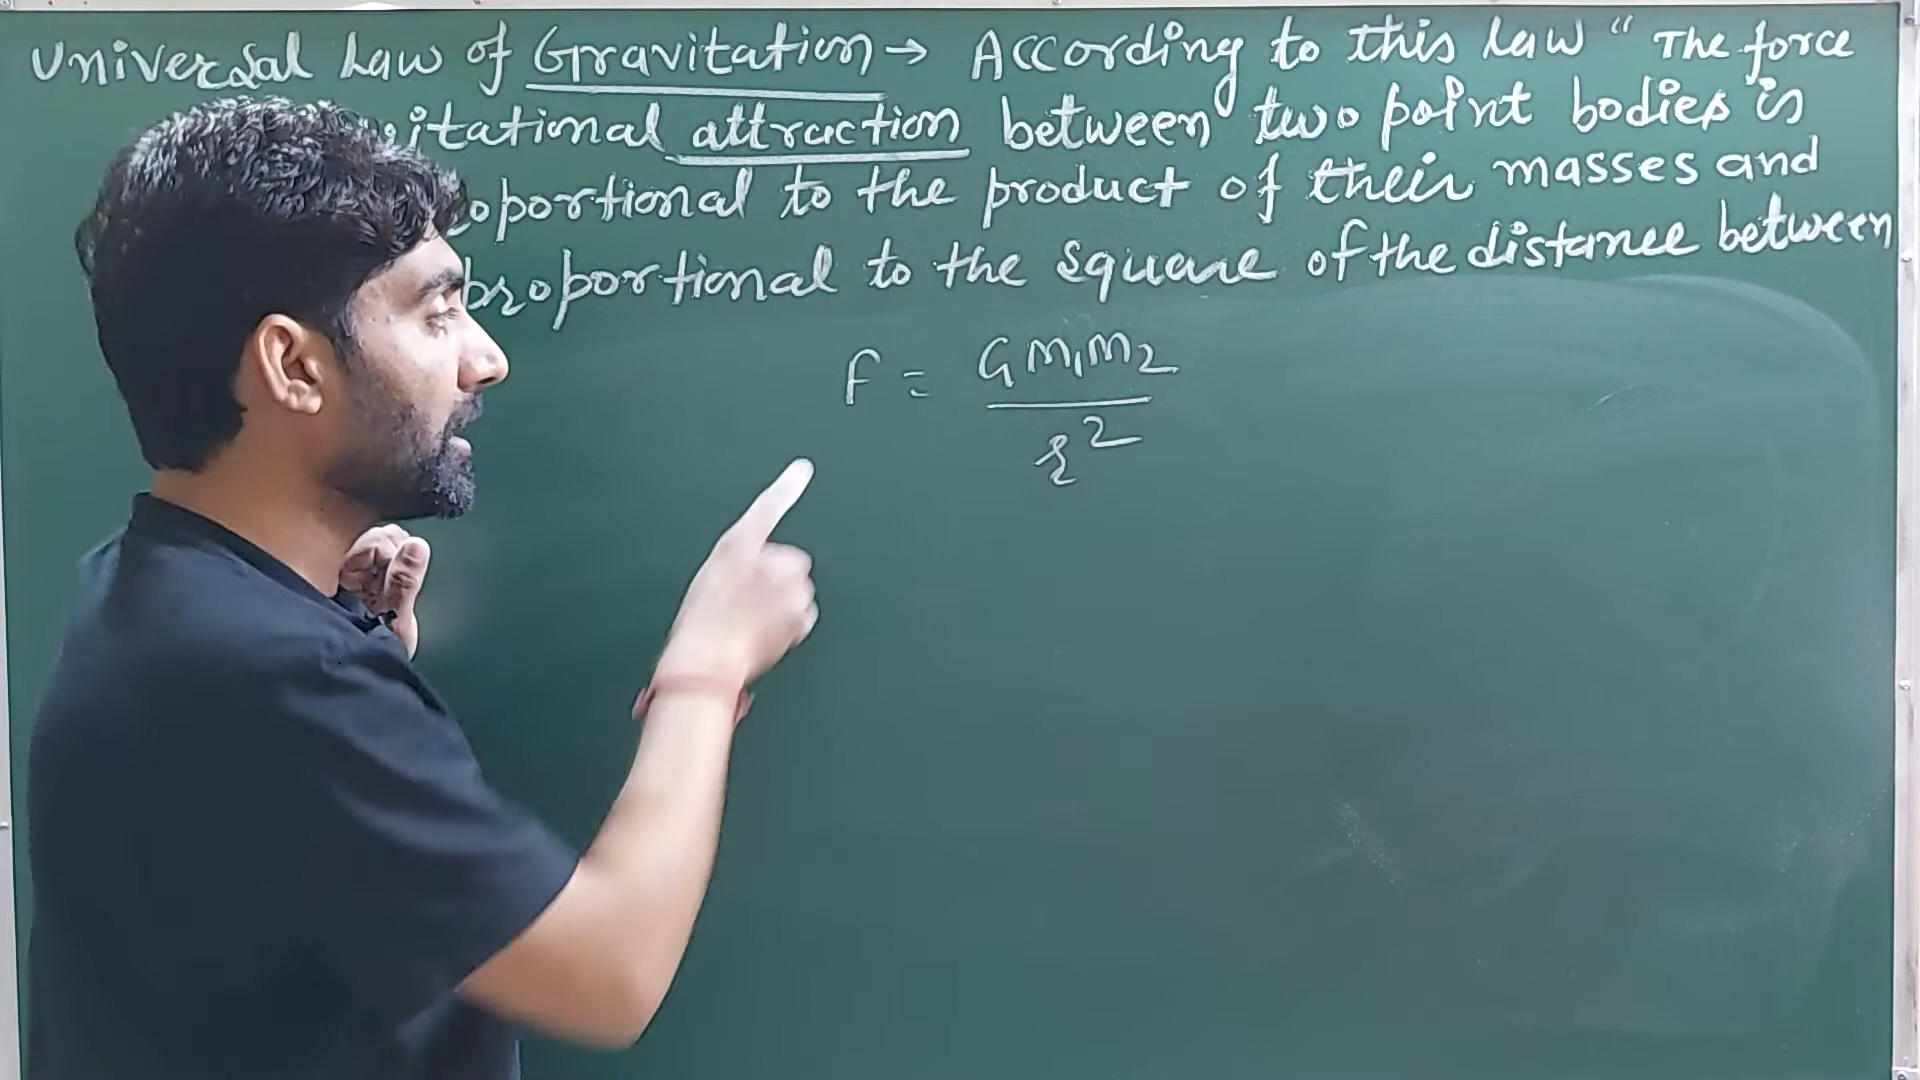 Universal Law of Gravitation → According to this law “ The force
itational attraction between two point bodies is
oportional to the product of their masses and
proportional to the square of the distance between
F = Gm₁m₂
r²